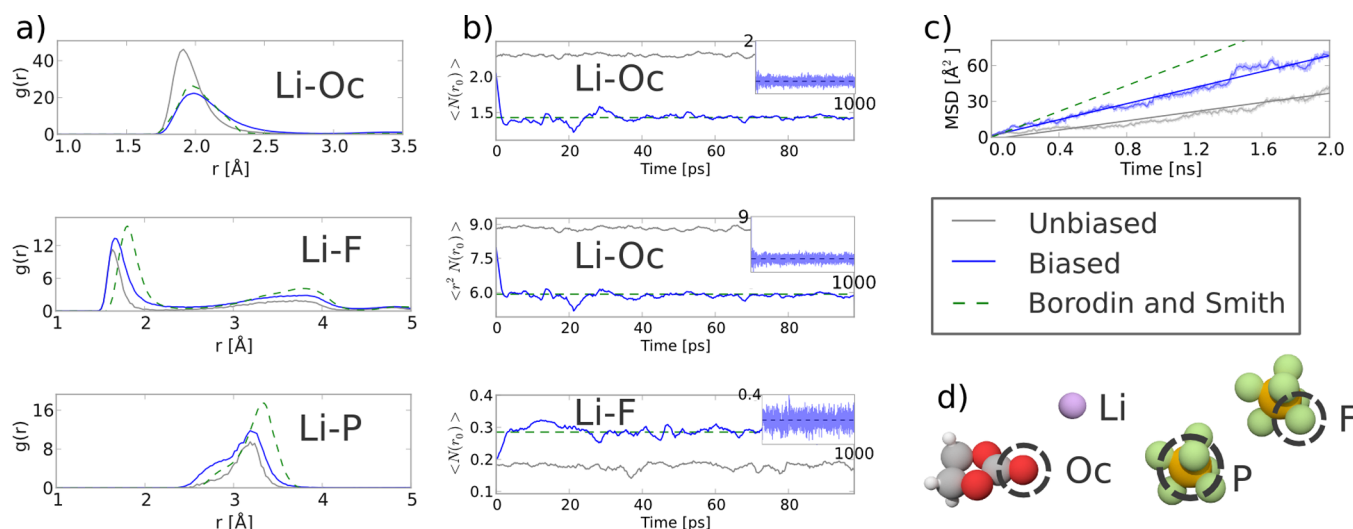 a)
g(r)
40
20
0
Li-Oc
1.0 1.5 2.0 2.5 3.0 3.5
r [Å]
g(r)
12
6
0
Li-F
1 2 3 4 5
r [Å]
g(r)
16
8
0
Li-P
1 2 3 4 5
r [Å]
b)
<N(r₀)>
2.0
1.5
Li-Oc
2
1000
0 20 40 60 80
Time [ps]
<r² N(r₀)>
9.0
7.5
6.0
Li-Oc
9
1000
0 20 40 60 80
Time [ps]
<N(r₀)>
0.4
0.3
0.2
0.1
Li-F
0.4
1000
0 20 40 60 80
Time [ps]
c)
MSD [Å²]
60
30
0
0.0 0.4 0.8 1.2 1.6 2.0
Time [ns]
Unbiased
Biased
Borodin and Smith
d)
Li
F
Oc
P